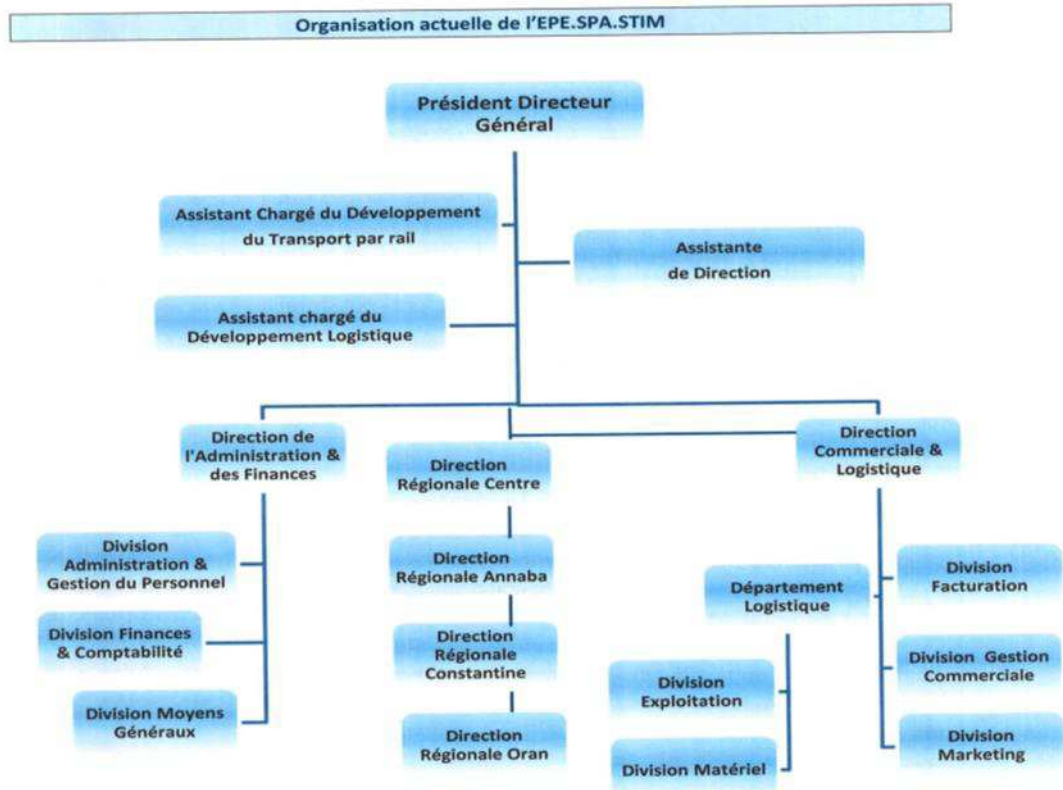 Organisation actuelle de l'EPE.SPA.STIM
Président Directeur
Général
Assistant Chargé du Développement
du Transport par rail
Assistante
de Direction
Assistant chargé du
Développement Logistique
Direction de
l'Administration &
des Finances
Direction
Régionale Centre
Direction
Commerciale &
Logistique
Division
Administration &
Gestion du Personnel
Division Finances
& Comptabilité
Division Moyens
Généraux
Direction
Régionale Annaba
Direction
Régionale
Constantine
Direction
Régionale Oran
Département
Logistique
Division
Exploitation
Division Matériel
Division
Facturation
Division Gestion
Commerciale
Division
Marketing